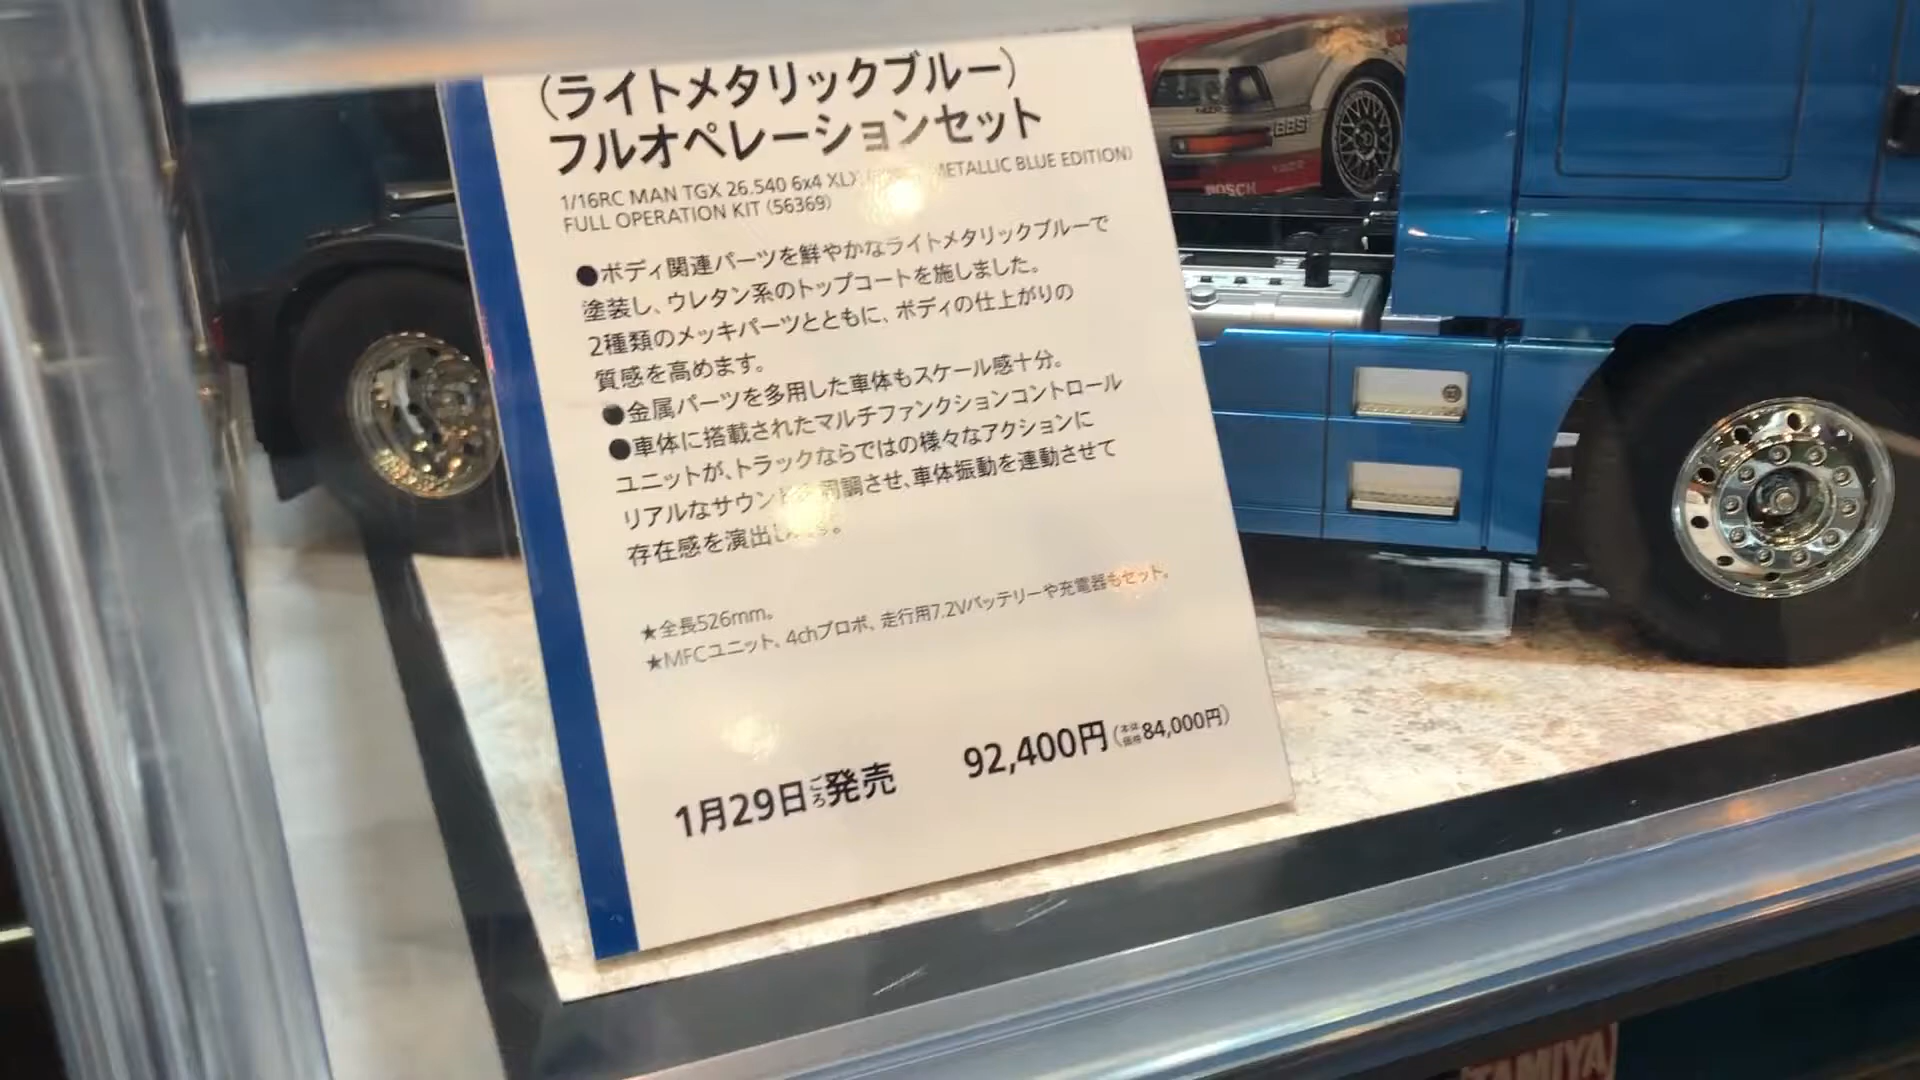 （ライトメタリックブルー）
フルオペレーションセット
1/16RC MAN TGX 26.540 6x4 XLX METALLIC BLUE EDITION)
FULL OPERATION KIT (56369)
●ボディ関連パーツを鮮やかなライトメタリックブルーで
塗装し、ウレタン系のトップコートを施しました。
2種類のメッキパーツとともに、ボディの仕上がりの
質感を高めます。
●金属パーツを多用した車体もスケール感十分。
●車体に搭載されたマルチファンクションコントロール
ユニットが、トラックならではの様々なアクションに
リアルなサウンドを同調させ、車体振動を連動させて
存在感を演出します。
★全長526mm。
★MFCユニット、4chプロポ、走行用7.2Vバッテリーや充電器もセット。
1月29日ごろ発売 92,400円（本体価格84,000円）
BBS
BOSCH
TAMIYA